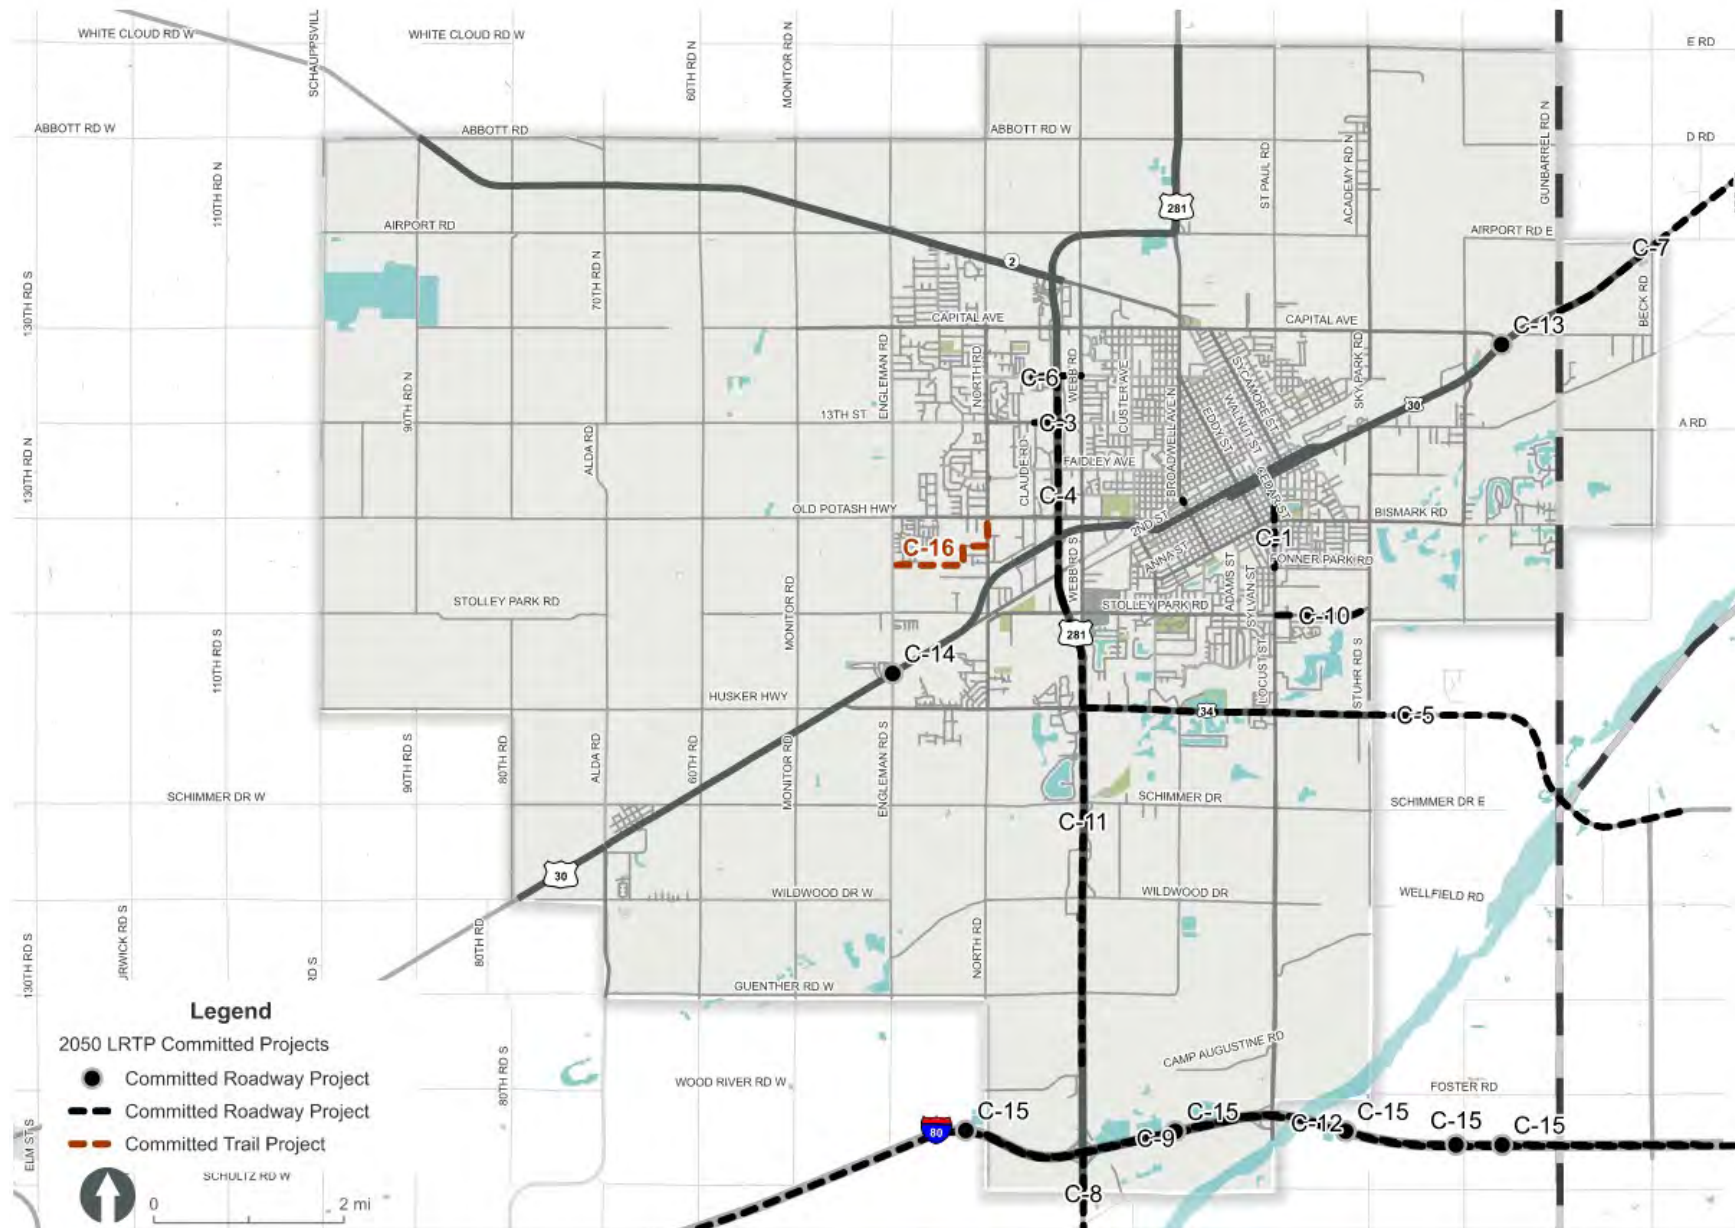 WHITE CLOUD RD W
WHITE CLOUD RD W
SCHAUPPSVILL
60TH RD N
MONITOR RD N
E RD
ABBOTT RD W
ABBOTT RD
ABBOTT RD W
D RD
GUNBARREL RD N
110TH RD N
ST PAUL RD
ACADEMY RD N
281
AIRPORT RD
AIRPORT RD E
C-7
2
70TH RD N
130TH RD S
BECK RD
CAPITAL AVE
CAPITAL AVE
C-13
ENGLEMAN RD
NORTH RD
C-6
WEBB RD
CUSTER AVE
BROADWELL AVE N
SYCAMORE ST
WALNUT ST
EDDY ST
SKY PARK RD
90TH RD N
30
13TH ST
C-3
A RD
130TH RD N
ALDA RD
CLAUDE RD
FAIDLEY AVE
CEDAR ST
C-4
OLD POTASH HWY
2ND ST
BISMARK RD
C-16
C-1
ANNA ST
ONNER PARK RD
WEBB RD S
ADAMS ST
SYLVAN ST
STOLLEY PARK RD
MONITOR RD
STOLLEY PARK RD
C-10
281
110TH RD S
C-14
LOCUST ST
STUHR RD S
HUSKER HWY
34
C-5
90TH RD S
80TH RD
ALDA RD
60TH RD
MONITOR RD
ENGLEMAN RD S
SCHIMMER DR W
SCHIMMER DR
SCHIMMER DR E
C-11
30
WILDWOOD DR W
WILDWOOD DR
WELLFIELD RD
130TH RD S
JRWICK RD S
RD S
80TH RD
NORTH RD
GUENTHER RD W
Legend
2050 LRTP Committed Projects
Committed Roadway Project
Committed Roadway Project
Committed Trail Project
80TH RD S
WOOD RIVER RD W
CAMP AUGUSTINE RD
FOSTER RD
80
C-15
C-9
C-15
C-12
C-15
C-15
C-15
C-8
ELM ST S
SCHULTZ RD W
0 2 mi